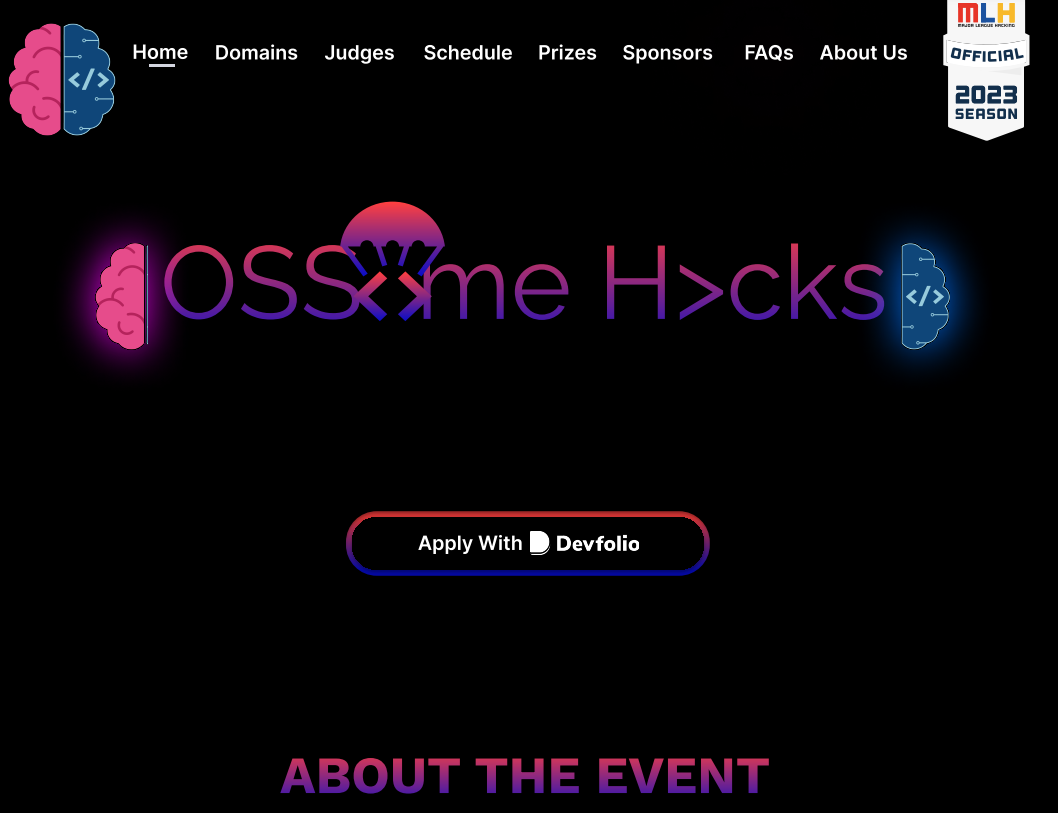 Home Domains Judges Schedule Prizes Sponsors FAQs About Us
MLH
MAJOR LEAGUE HACKING
OFFICIAL
2023
SEASON
</>
OSS<>me H>cks
</>
Apply With Devfolio
ABOUT THE EVENT